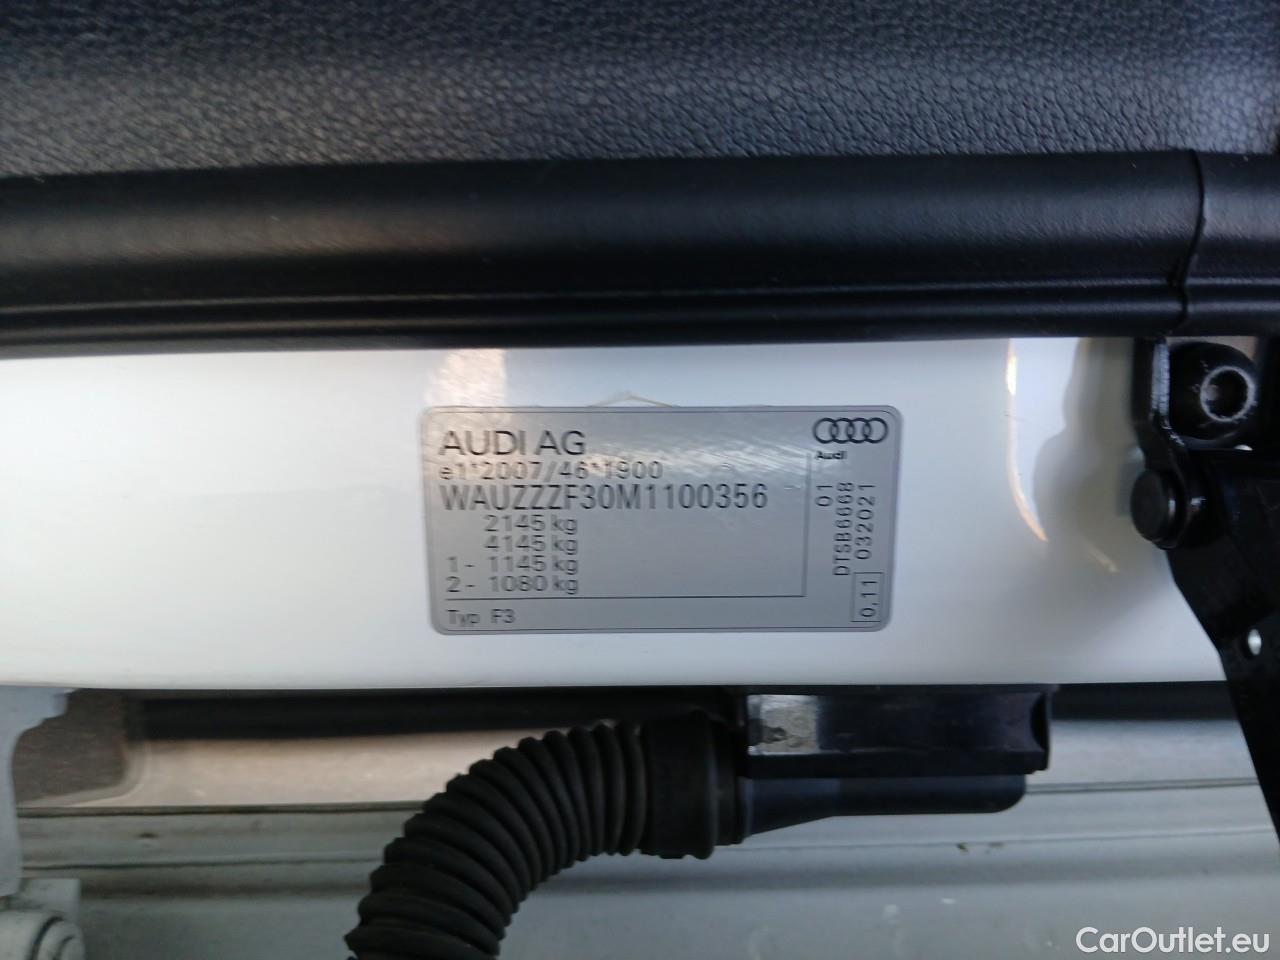 AUDI AG
e1*2007/46*1900
WAUZZZF30M1100356
2145 kg
4145 kg
1 - 1145 kg
2 - 1080 kg
Typ F3
Audi
01
DTSB6668
032021
0,11
CarOutlet.eu